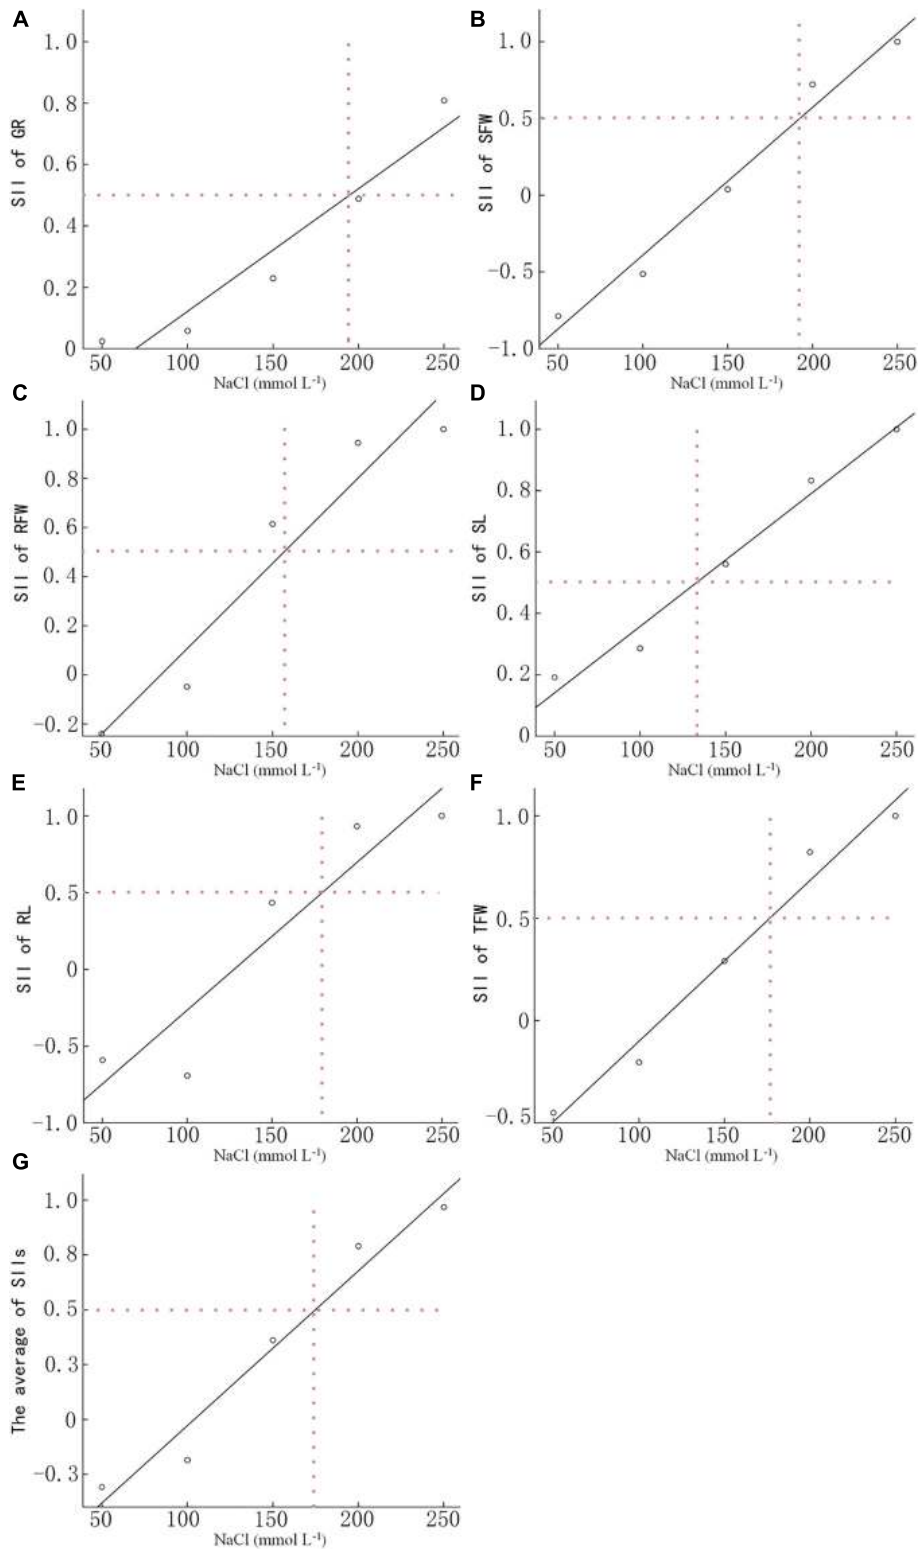 A
SII of GR
1.0
0.8
0.6
0.4
0.2
0
50 100 150 200 250
NaCl (mmol L-1)
B
SII of SFW
1.0
0.5
0
-0.5
-1.0
50 100 150 200 250
NaCl (mmol L-1)
C
SII of RFW
1.0
0.8
0.6
0.4
0.2
0
-0.2
50 100 150 200 250
NaCl (mmol L-1)
D
SII of SL
1.0
0.8
0.6
0.4
0.2
0
50 100 150 200 250
NaCl (mmol L-1)
E
SII of RL
1.0
0.5
0
-0.5
-1.0
50 100 150 200 250
NaCl (mmol L-1)
F
SII of TFW
1.0
0.5
0
-0.5
50 100 150 200 250
NaCl (mmol L-1)
G
The average of SIIs
1.0
0.8
0.5
0.3
0
-0.3
50 100 150 200 250
NaCl (mmol L-1)